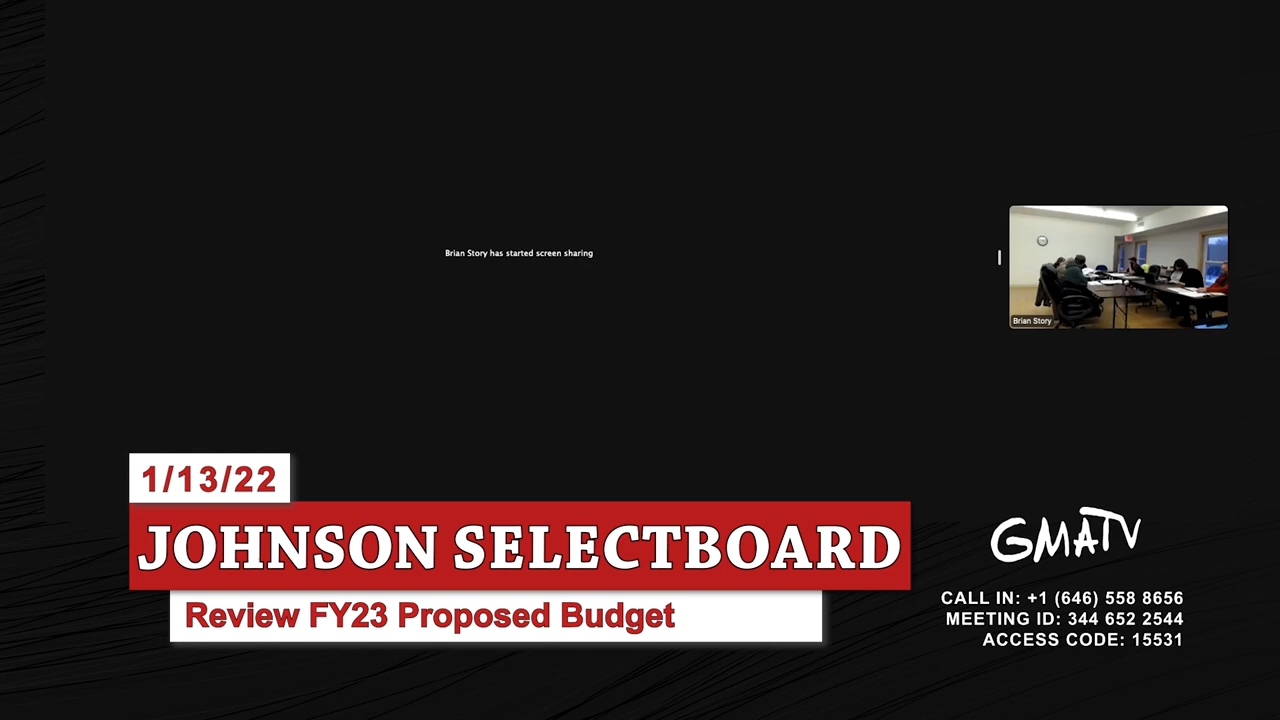 Brian Story has started screen sharing
Brian Story
1/13/22
JOHNSON SELECTBOARD
Review FY23 Proposed Budget
GMATV
CALL IN: +1 (646) 558 8656
MEETING ID: 344 652 2544
ACCESS CODE: 15531